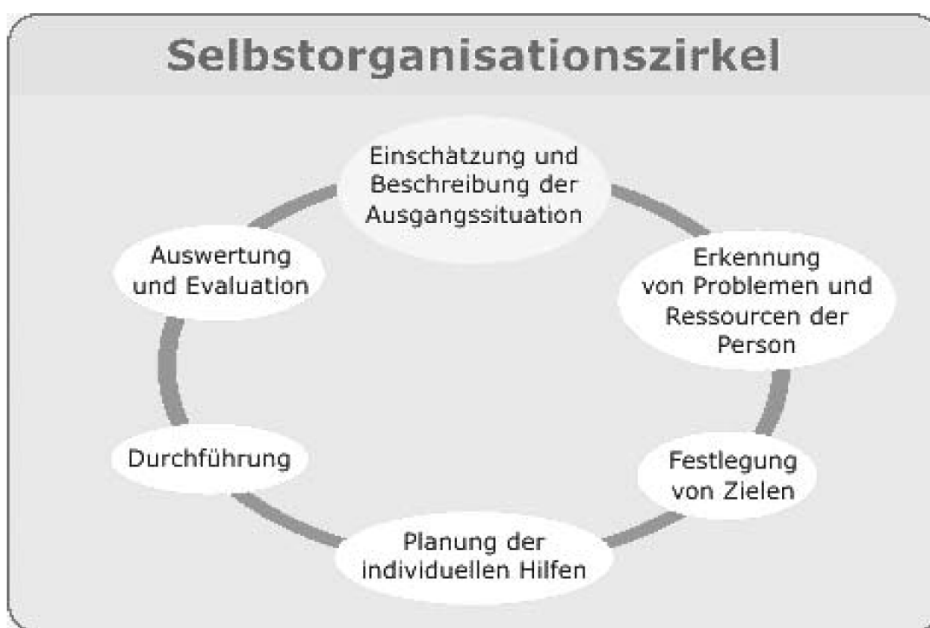 Selbstorganisationszirkel
Einschätzung und
Beschreibung der
Ausgangssituation
Erkennung
von Problemen und
Ressourcen der
Person
Festlegung
von Zielen
Planung der
individuellen Hilfen
Durchführung
Auswertung
und Evaluation